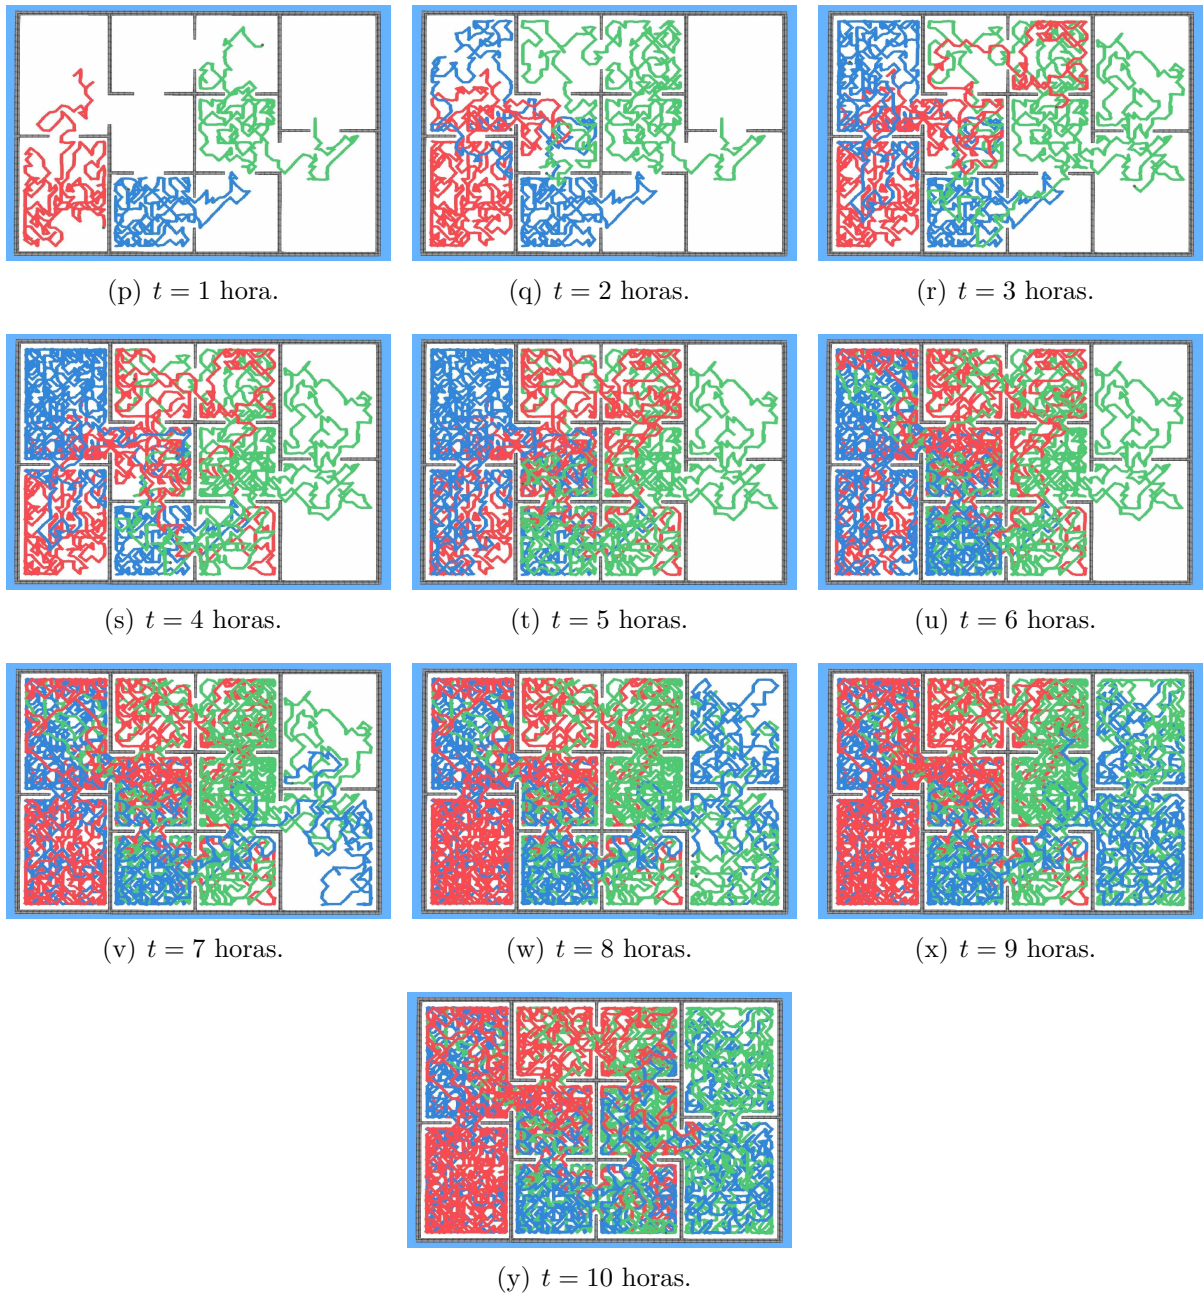 (p) t = 1 hora.
(q) t = 2 horas.
(r) t = 3 horas.
(s) t = 4 horas.
(t) t = 5 horas.
(u) t = 6 horas.
(v) t = 7 horas.
(w) t = 8 horas.
(x) t = 9 horas.
(y) t = 10 horas.